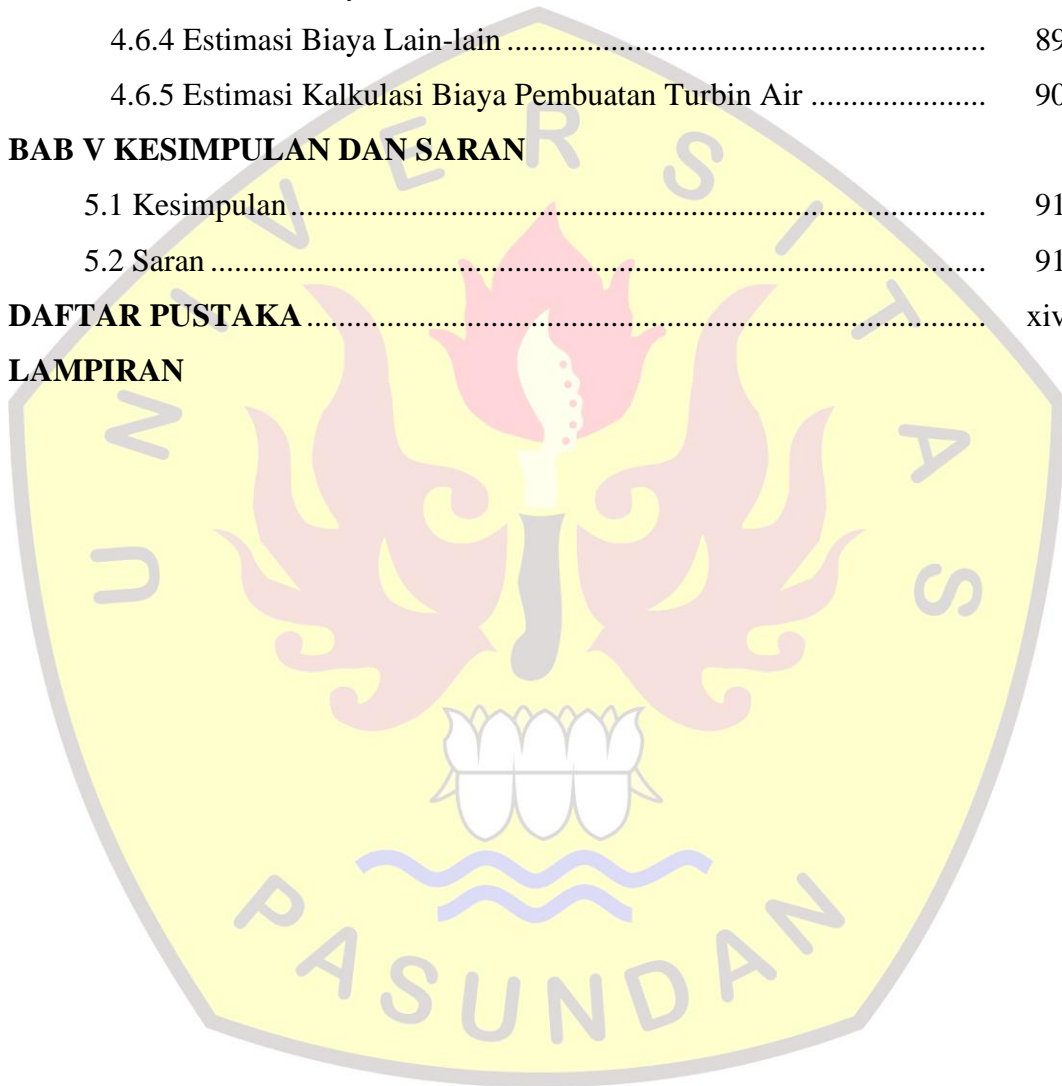 4.6.4 Estimasi Biaya Lain-lain ........................................................................ 89
4.6.5 Estimasi Kalkulasi Biaya Pembuatan Turbin Air ...................... 90
BAB V KESIMPULAN DAN SARAN
5.1 Kesimpulan ........................................................................................................ 91
5.2 Saran .................................................................................................................... 91
DAFTAR PUSTAKA ...................................................................................................... xiv
LAMPIRAN
UNIVERSITAS
PASUNDAN